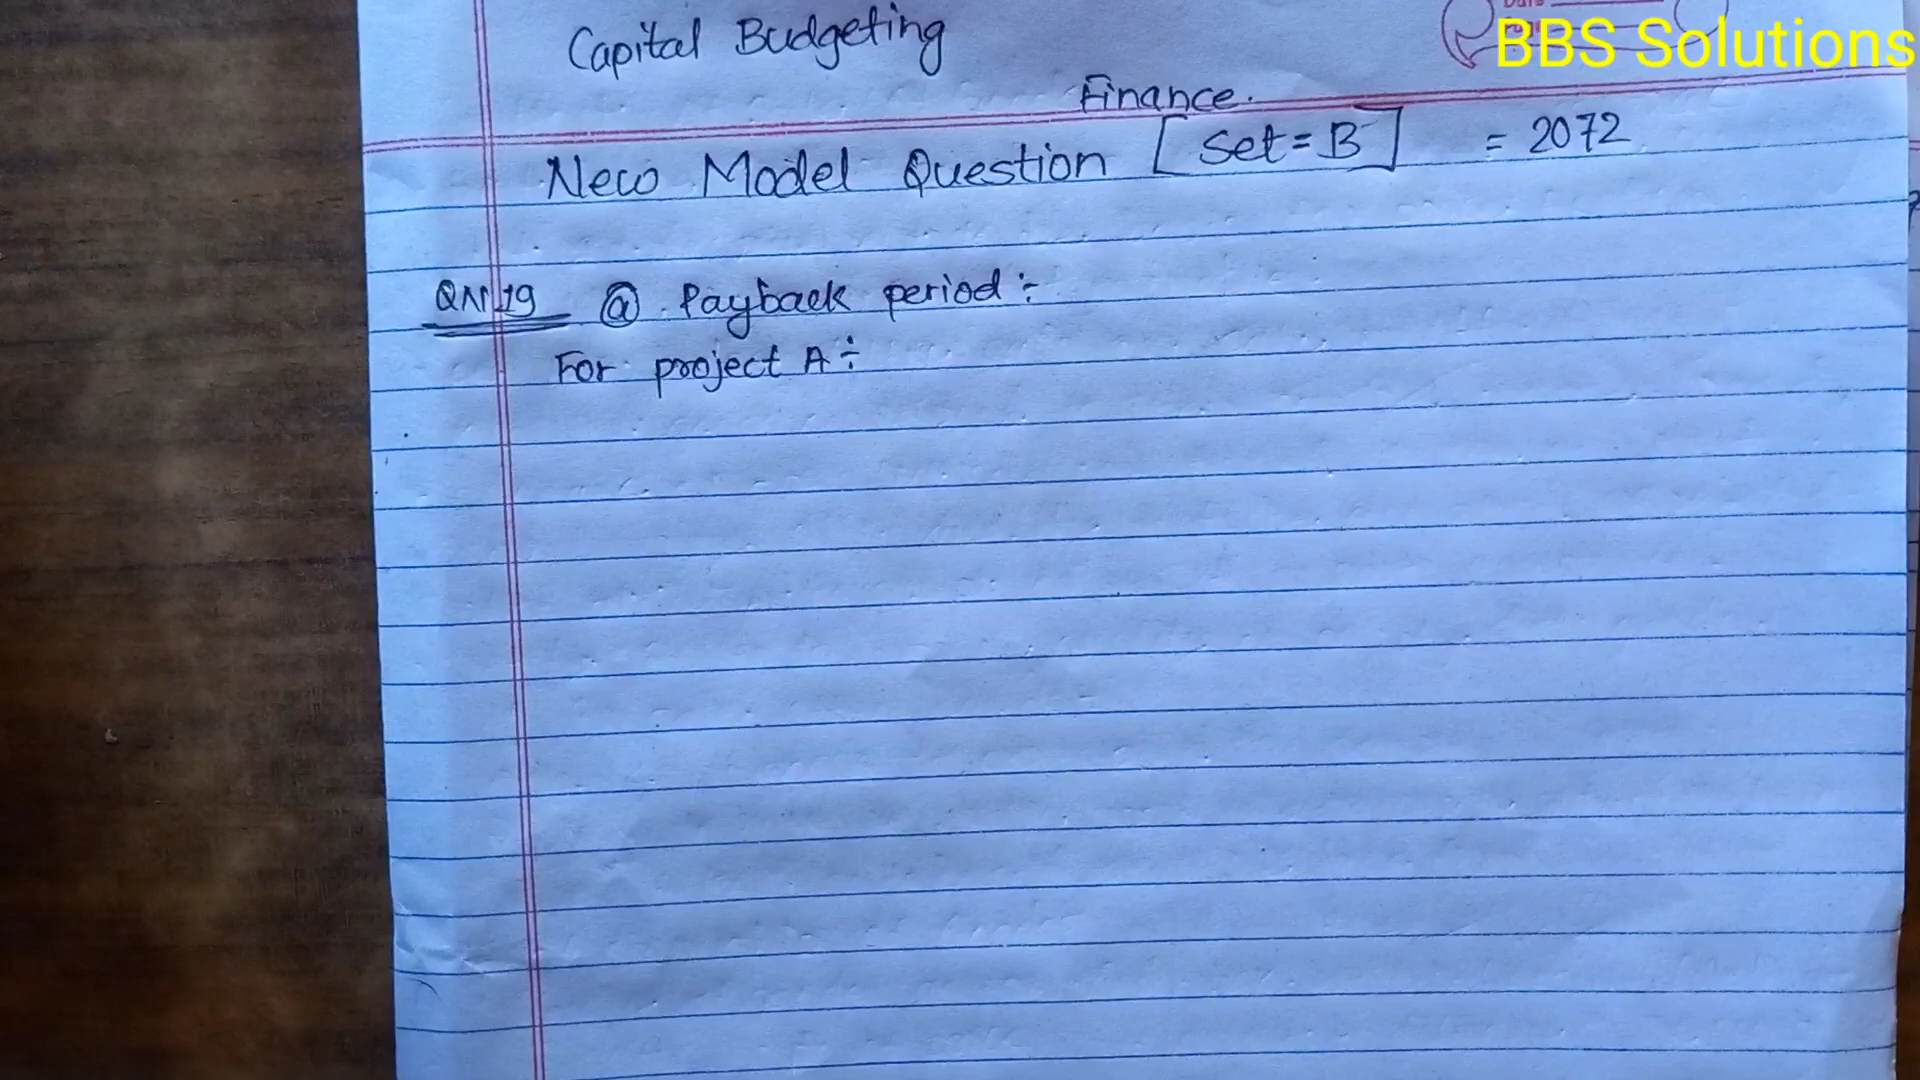 Capital Budgeting
BBS Solutions
Finance.
New Model Question [Set=B] = 2072
QN.19 @ Payback period ÷
For project A ÷